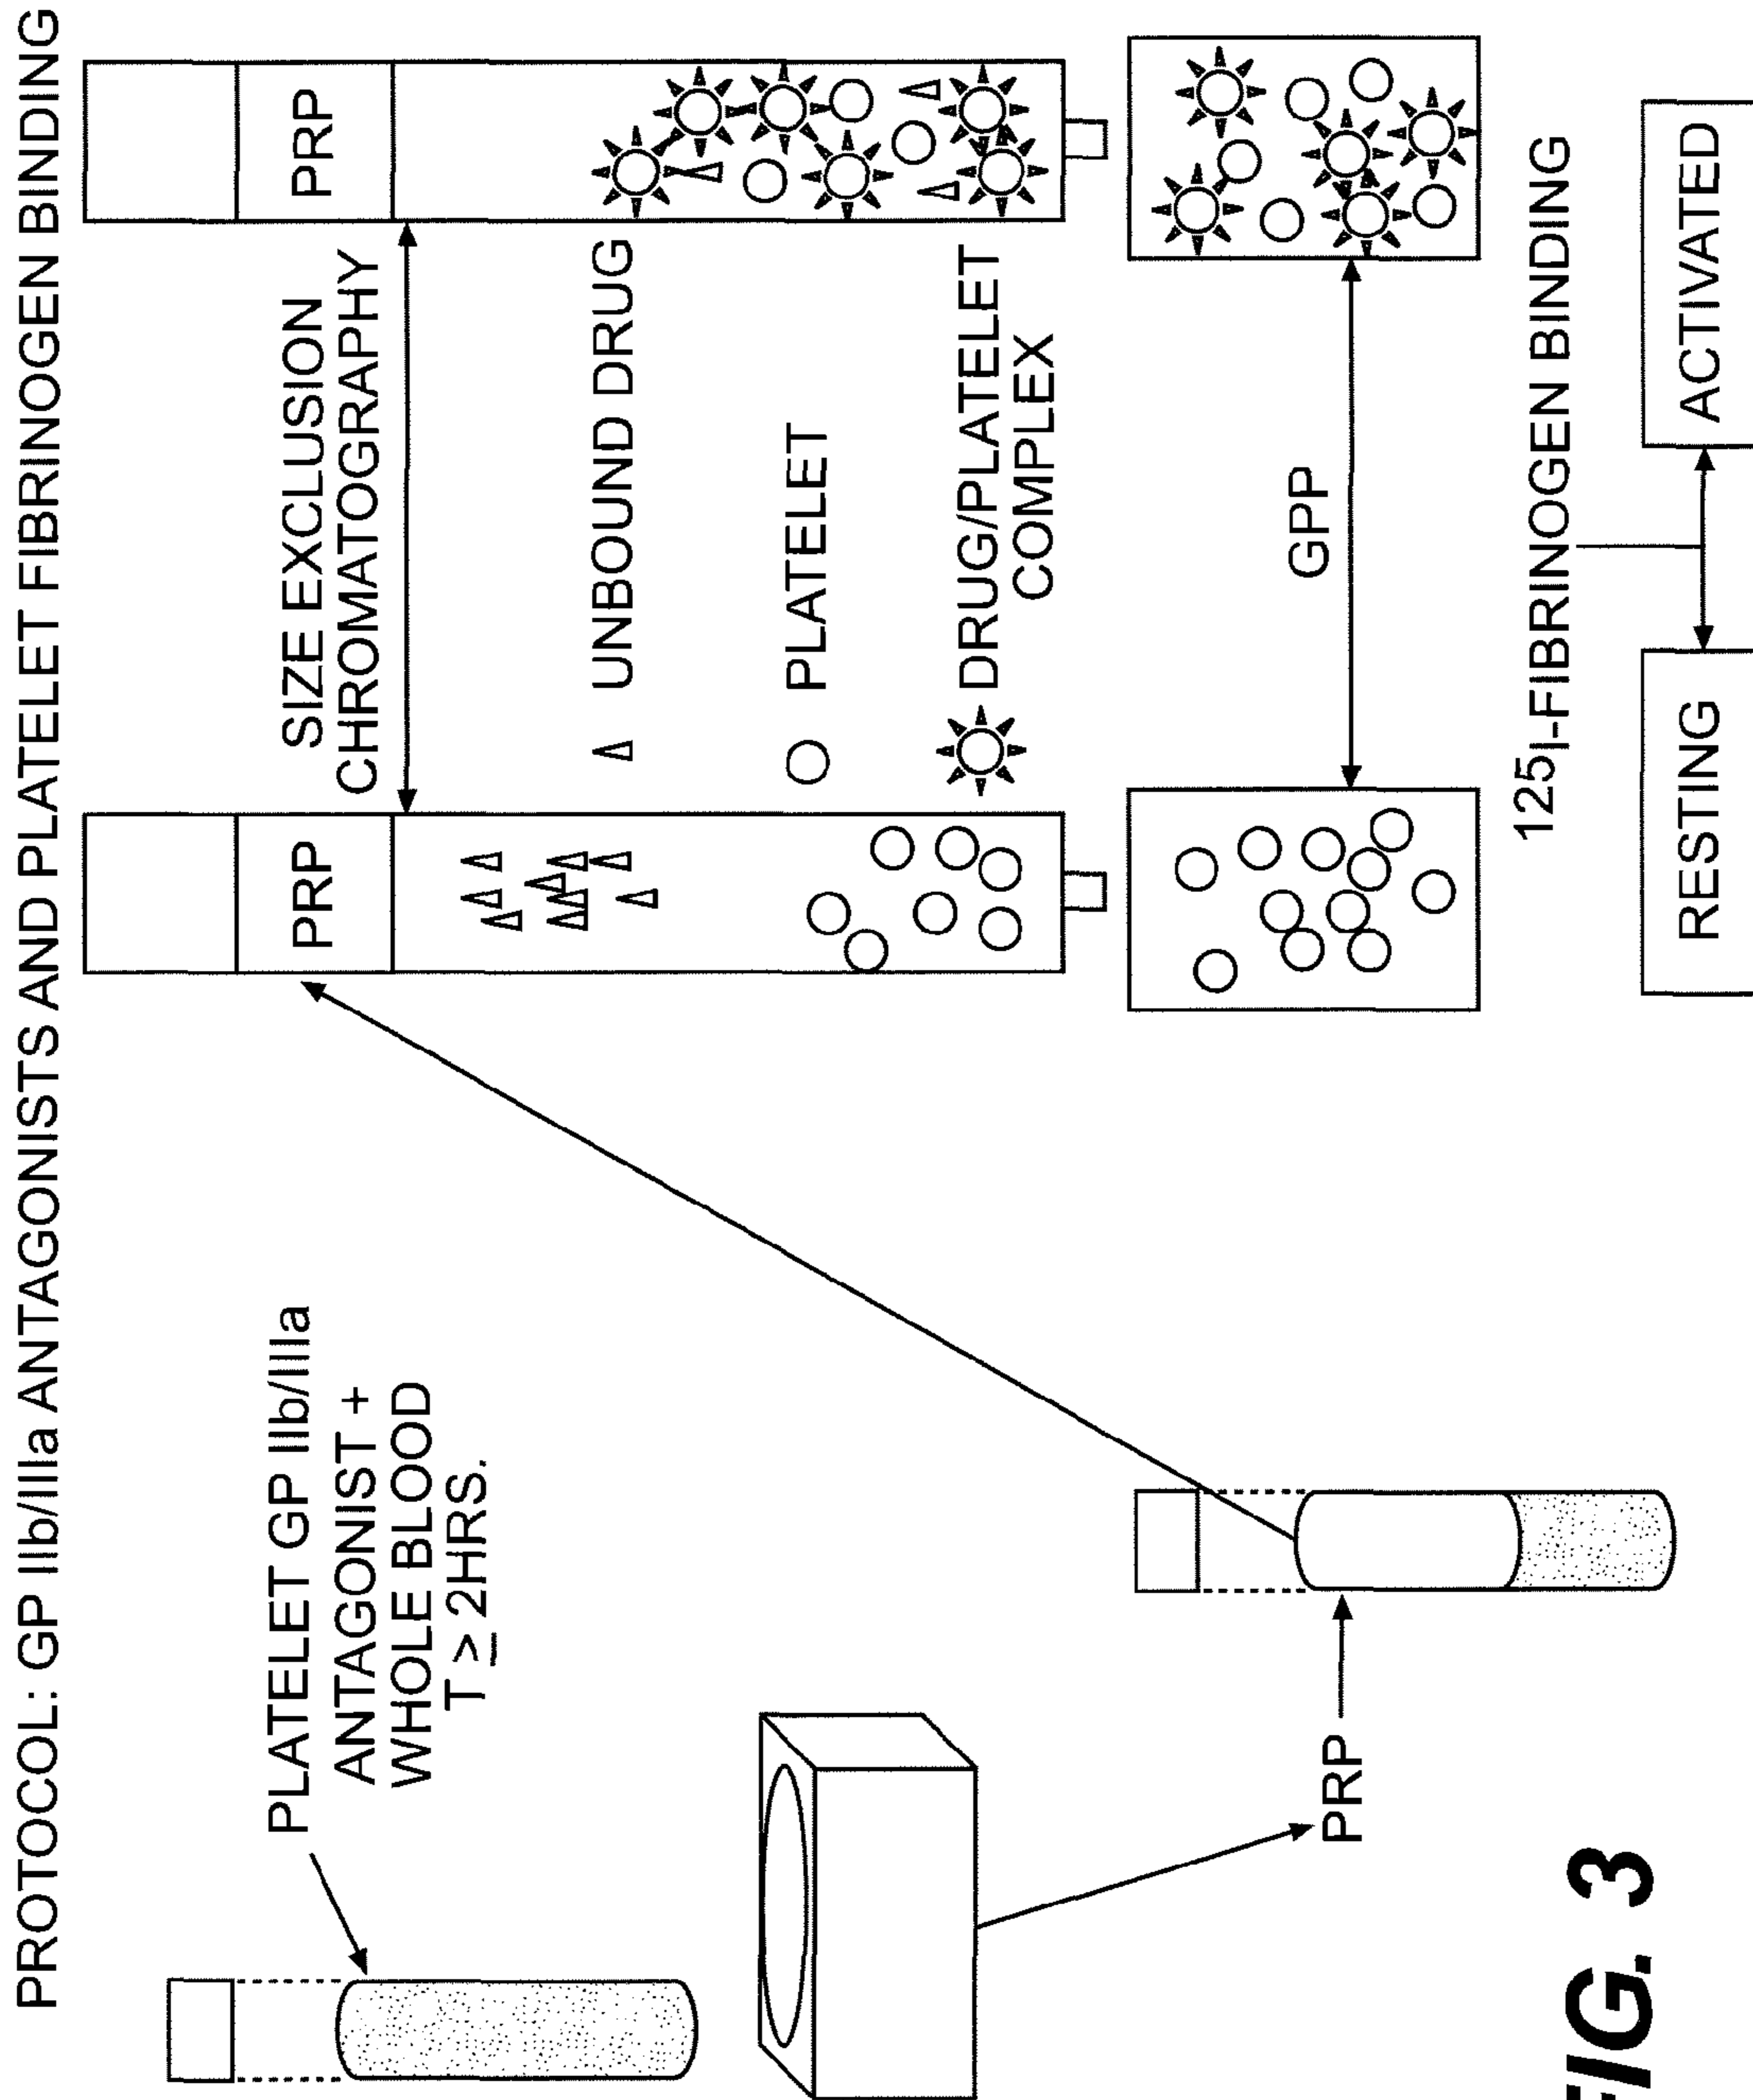 PROTOCOL: GP IIb/IIIa ANTAGONISTS AND PLATELET FIBRINOGEN BINDING
PLATELET GP IIb/IIIa
ANTAGONIST +
WHOLE BLOOD
T ≥ 2HRS.
PRP
PRP
SIZE EXCLUSION
CHROMATOGRAPHY
PRP
UNBOUND DRUG
PLATELET
DRUG/PLATELET
COMPLEX
GPP
125I-FIBRINOGEN BINDING
RESTING
ACTIVATED
FIG. 3